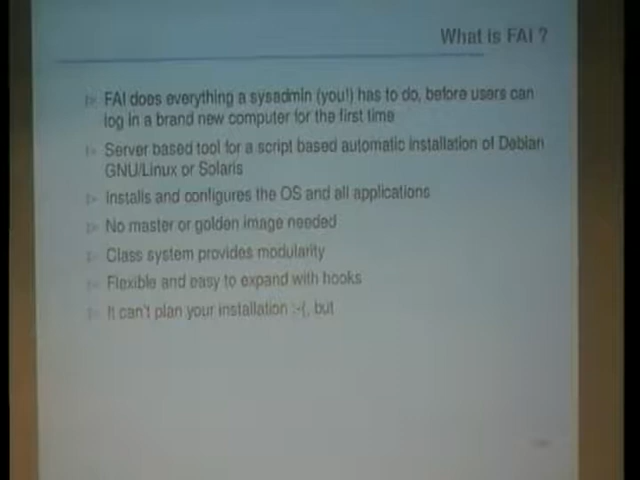 What is FAI ?
FAI does everything a sysadmin (you!) has to do, before users can
log in a brand new computer for the first time
Server based tool for a script based automatic installation of Debian
GNU/Linux or Solaris
Installs and configures the OS and all applications
No master or golden image needed
Class system provides modularity
Flexible and easy to expand with hooks
It can't plan your installation :-(, but